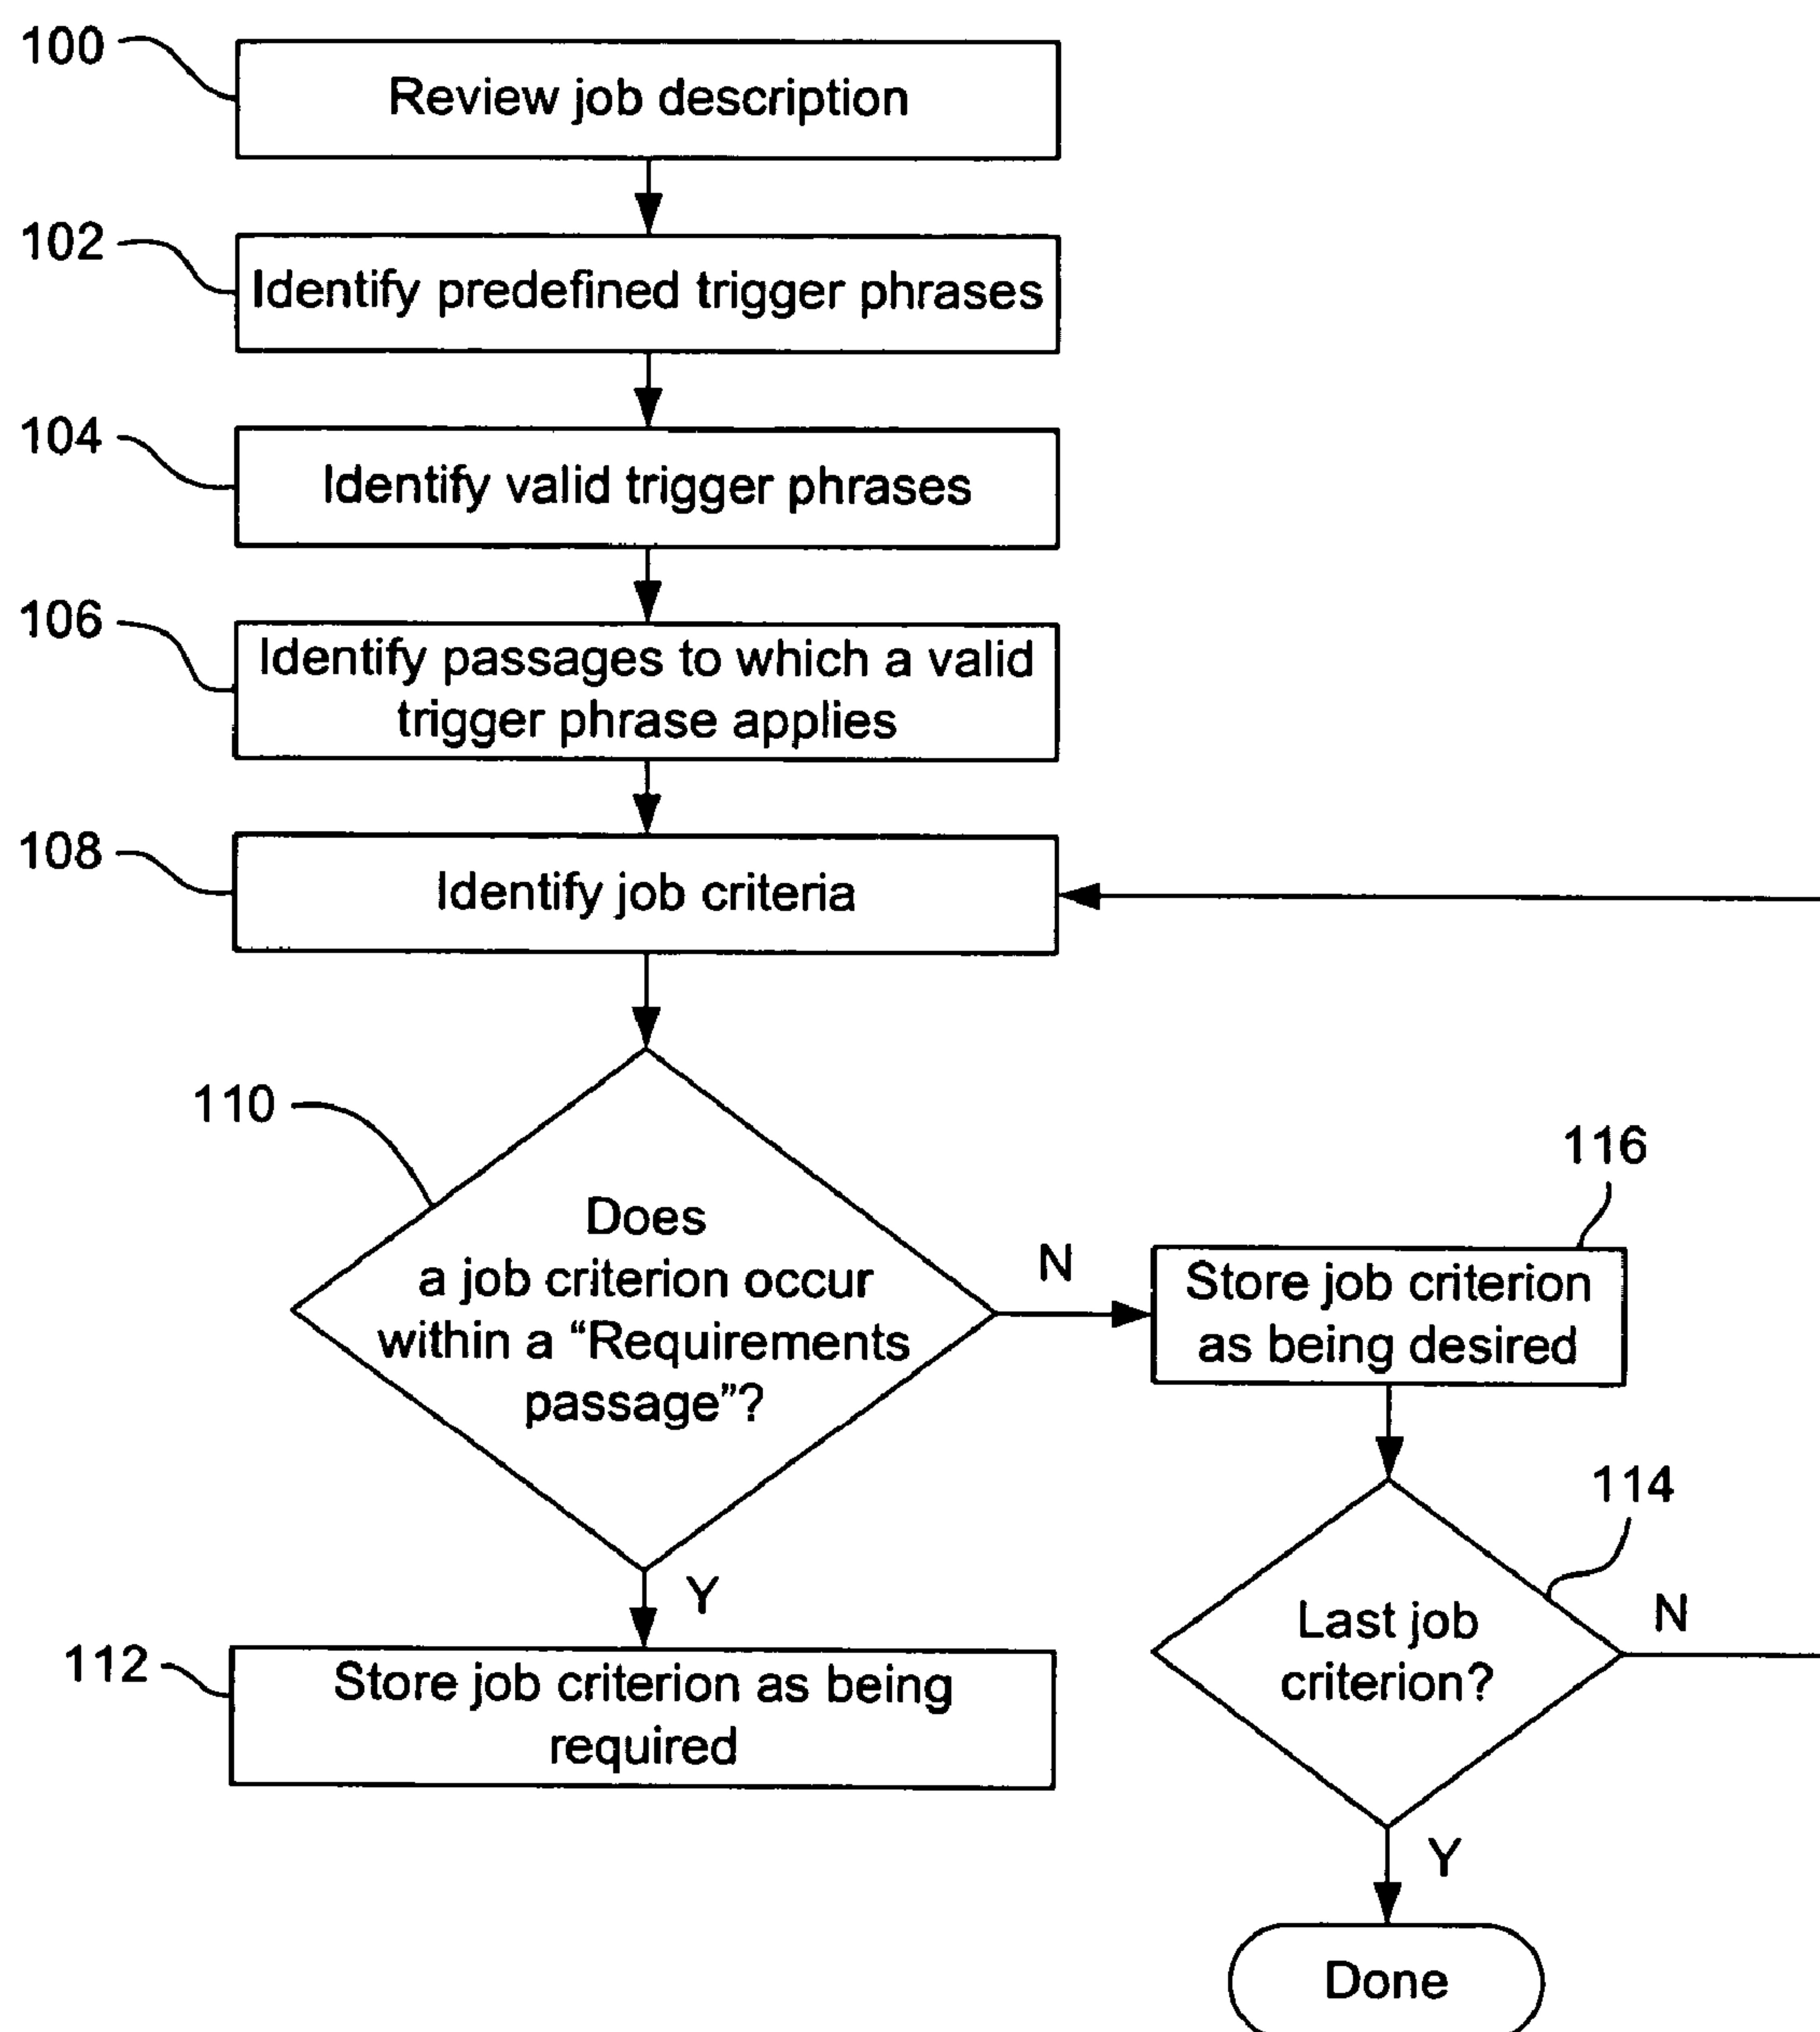 100
Review job description
102
Identify predefined trigger phrases
104
Identify valid trigger phrases
106
Identify passages to which a valid
trigger phrase applies
108
Identify job criteria
110
Does
a job criterion occur
within a “Requirements
passage”?
N
116
Store job criterion
as being desired
114
Last job
criterion?
N
Y
112
Store job criterion as being
required
Y
Done